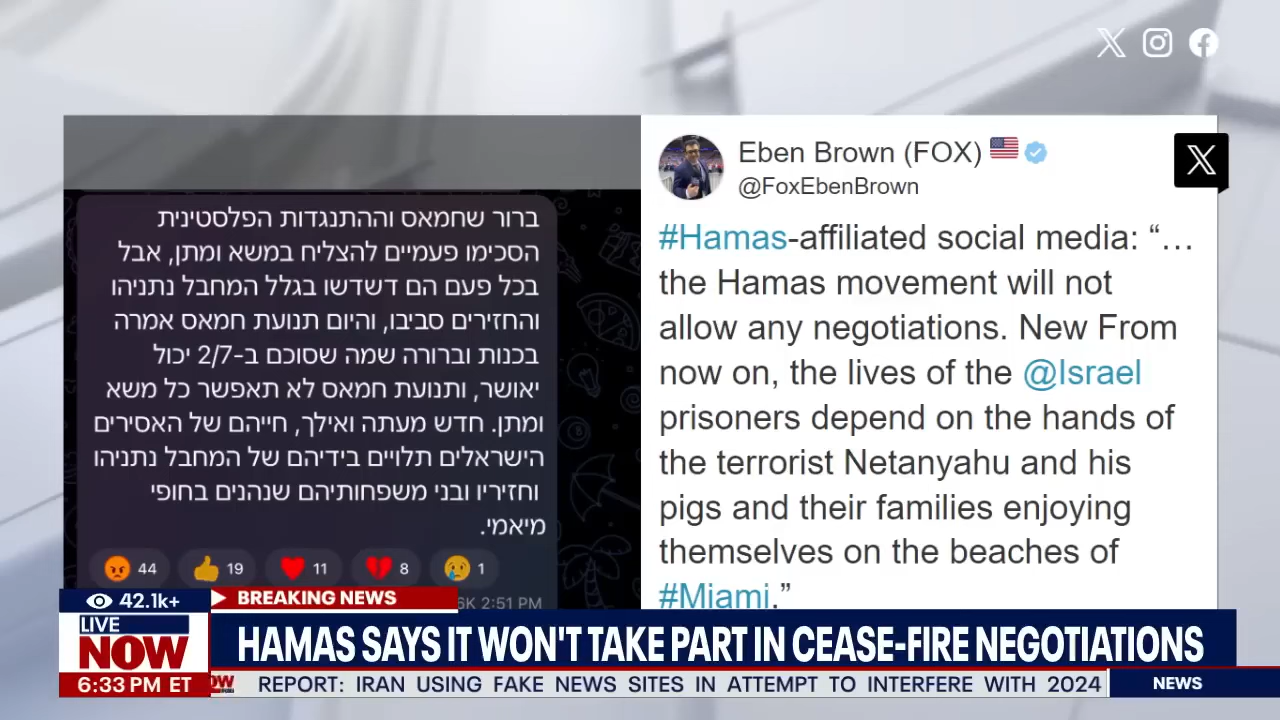 ברור שחמאס וההתנגדות הפלסטינית
הסכימו פעמיים להצליח במשא ומתן, אבל
בכל פעם הם דשדשו בגלל המחבל נתניהו
והחזירים סביבו, והיום תנועת חמאס אמרה
בכנות וברורה שמה שסוכם ב-2/7 יכול
יאושר, ותנועת חמאס לא תאפשר כל משא
ומתן. חדש מעתה ואילך, חייהם של האסירים
הישראלים תלויים בידיהם של המחבל נתניהו
וחזיריו ובני משפחותיהם שנהנים בחופי
מיאמי.
44 19 11 8 1
6K 2:51 PM
Eben Brown (FOX)
@FoxEbenBrown
#Hamas-affiliated social media: “…
the Hamas movement will not
allow any negotiations. New From
now on, the lives of the @Israel
prisoners depend on the hands of
the terrorist Netanyahu and his
pigs and their families enjoying
themselves on the beaches of
#Miami.”
42.1k+
BREAKING NEWS
LIVE
NOW
HAMAS SAYS IT WON'T TAKE PART IN CEASE-FIRE NEGOTIATIONS
6:33 PM ET
REPORT: IRAN USING FAKE NEWS SITES IN ATTEMPT TO INTERFERE WITH 2024
NEWS